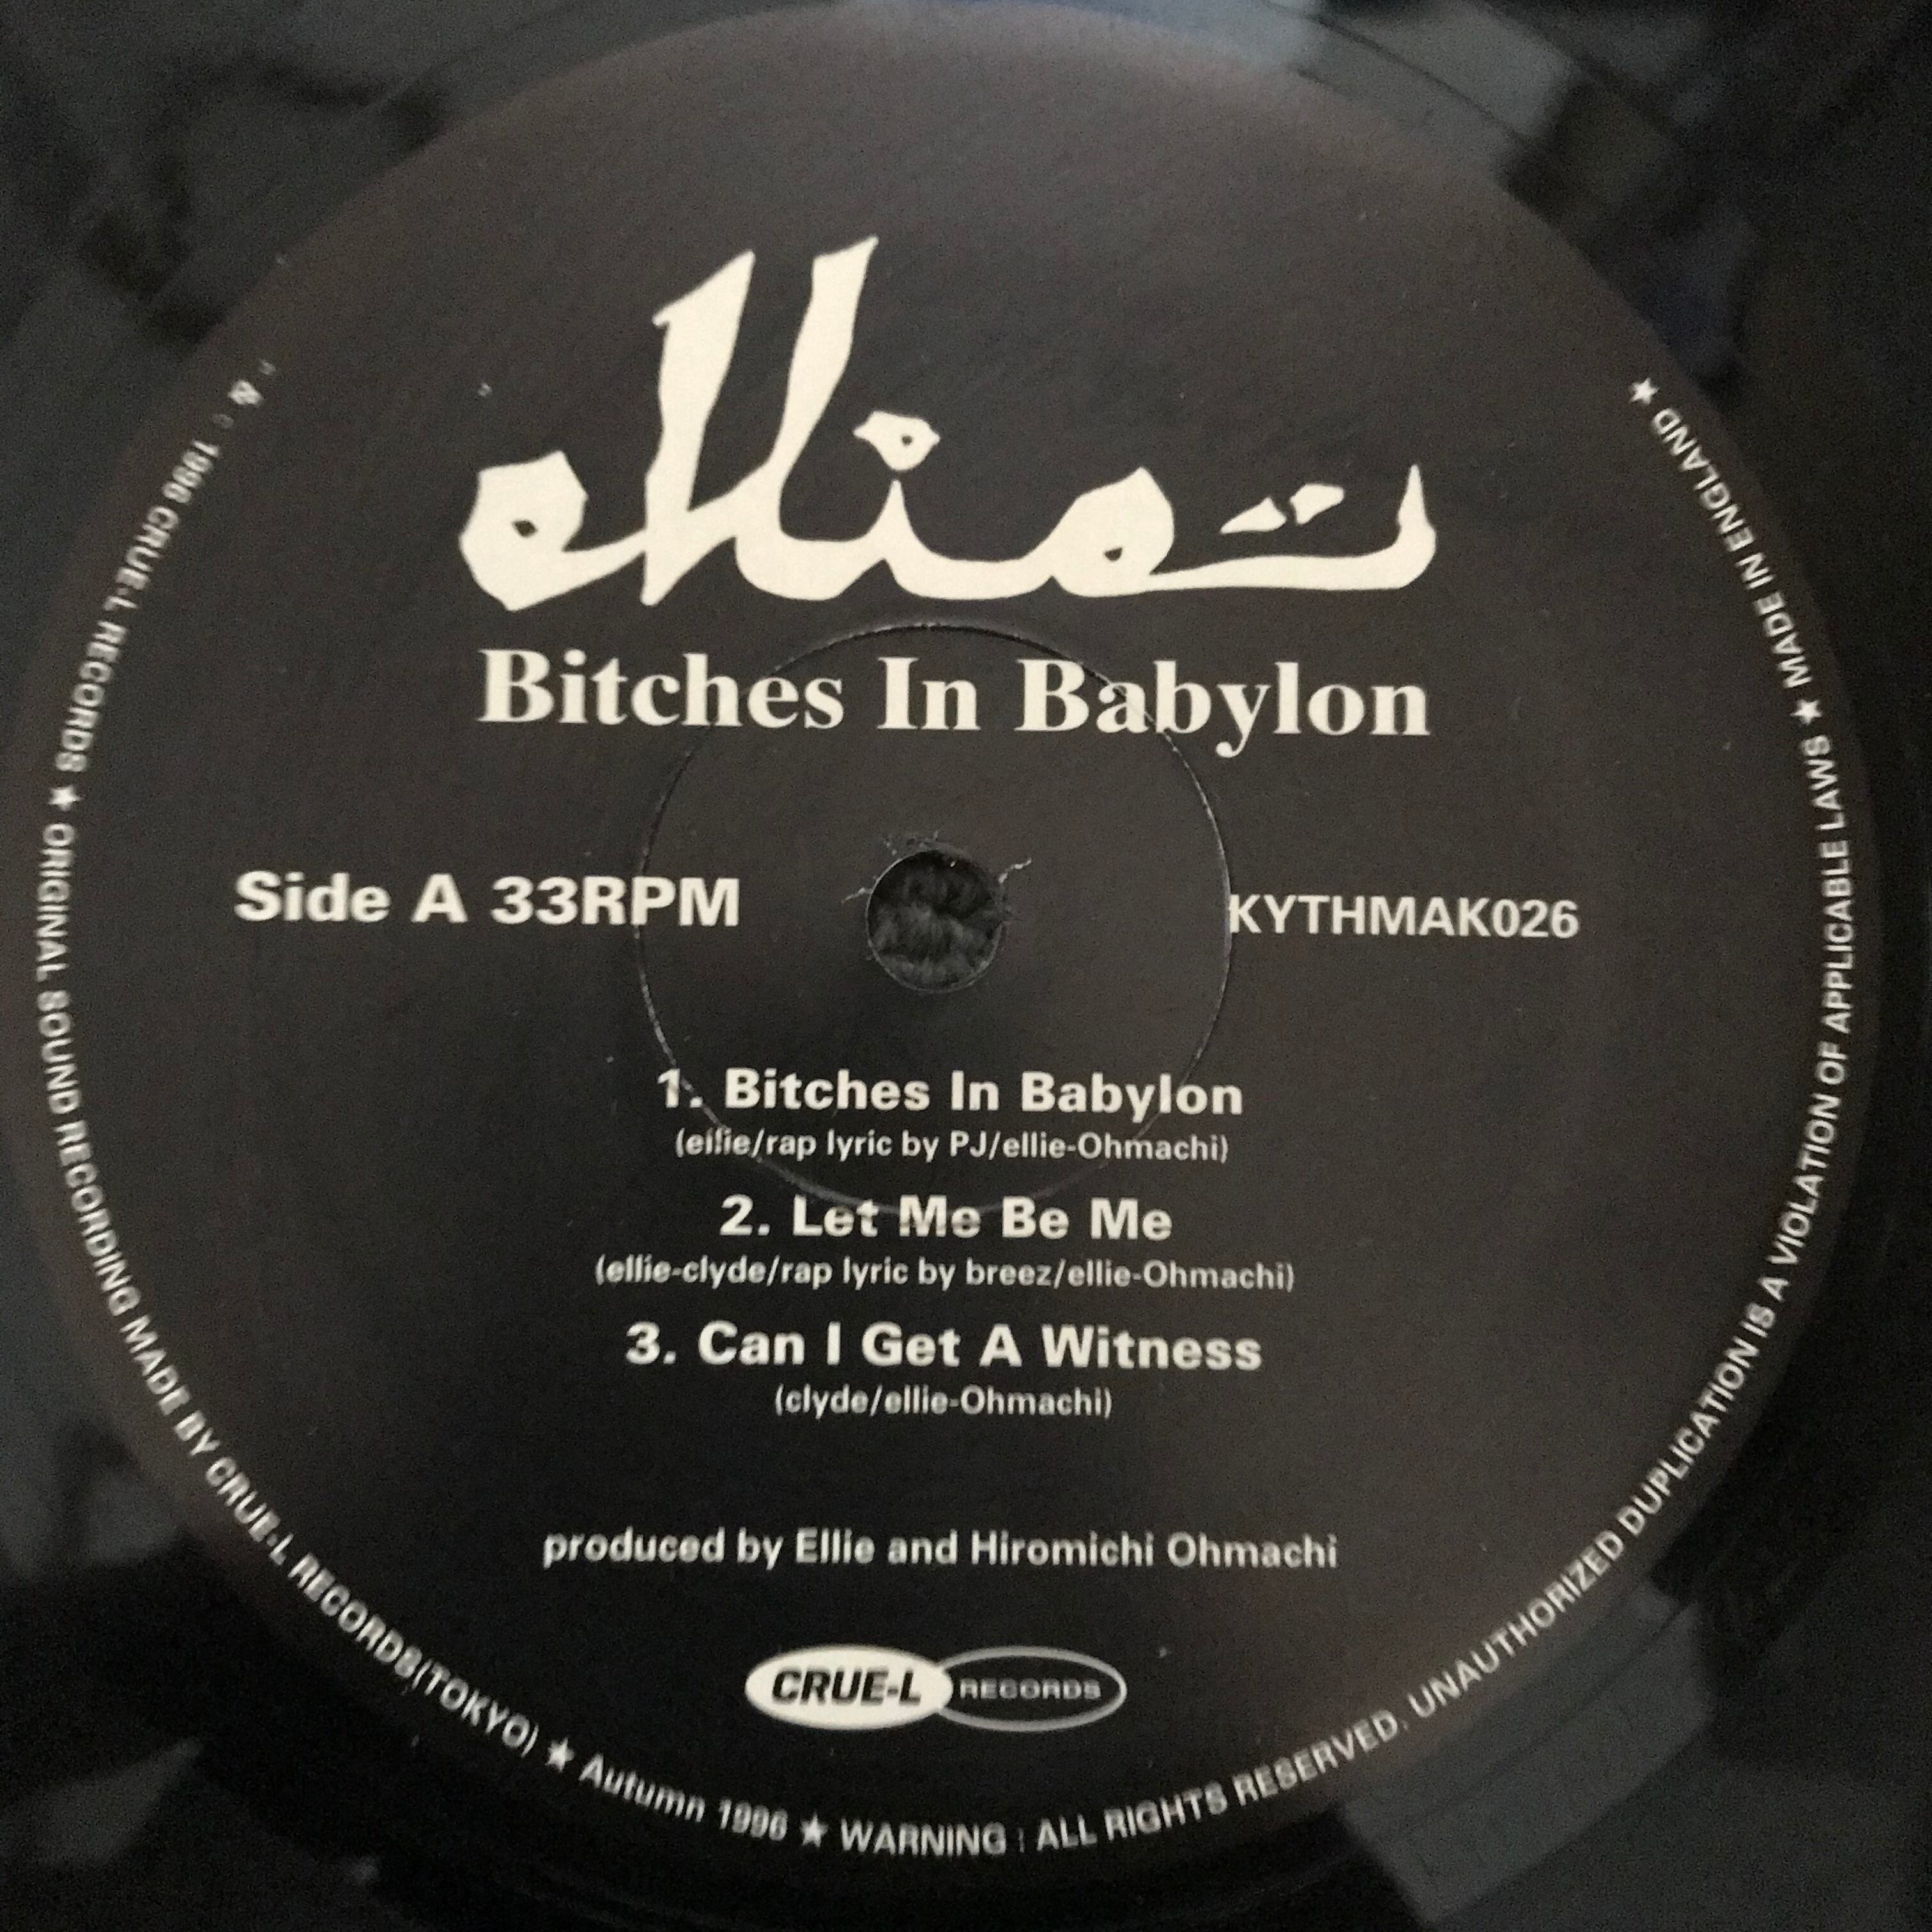 ellie
Bitches In Babylon
Side A 33RPM
KYTHMAK026
1. Bitches In Babylon
(ellie/rap lyric by PJ/ellie-Ohmachi)
2. Let Me Be Me
(ellie-clyde/rap lyric by breez/ellie-Ohmachi)
3. Can I Get A Witness
(clyde/ellie-Ohmachi)
produced by Ellie and Hiromichi Ohmachi
CRUE-L RECORDS
& 1996 CRUE-L RECORDS ★ ORIGINAL SOUND RECORDING MADE BY CRUE-L RECORDS(TOKYO) ★ Autumn 1996 ★ WARNING : ALL RIGHTS RESERVED. UNAUTHORIZED DUPLICATION IS A VIOLATION OF APPLICABLE LAWS ★ MADE IN ENGLAND ★